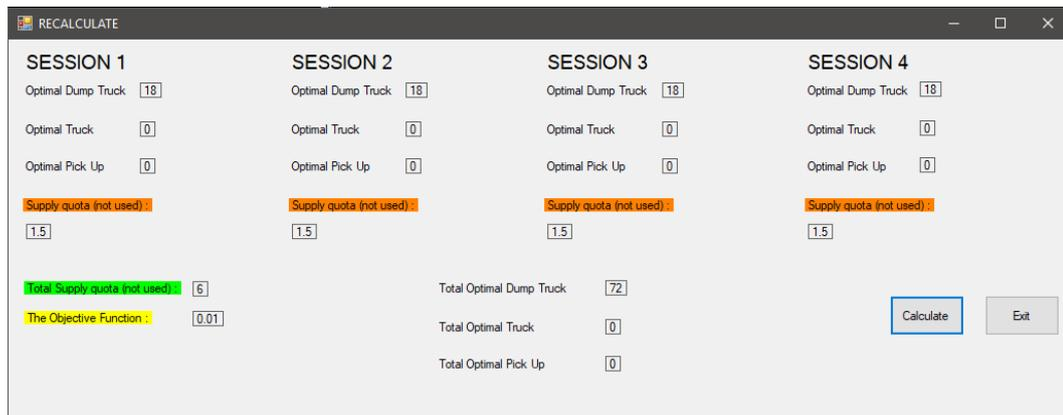 RECALCULATE
SESSION 1 SESSION 2 SESSION 3 SESSION 4
Optimal Dump Truck 18 Optimal Dump Truck 18 Optimal Dump Truck 18 Optimal Dump Truck 18
Optimal Truck 0 Optimal Truck 0 Optimal Truck 0 Optimal Truck 0
Optimal Pick Up 0 Optimal Pick Up 0 Optimal Pick Up 0 Optimal Pick Up 0
Supply quota (not used) : Supply quota (not used) : Supply quota (not used) : Supply quota (not used) :
1.5 1.5 1.5 1.5
Total Supply quota (not used) : 6 Total Optimal Dump Truck 72
The Objective Function : 0.01 Total Optimal Truck 0 Calculate Exit
Total Optimal Pick Up 0